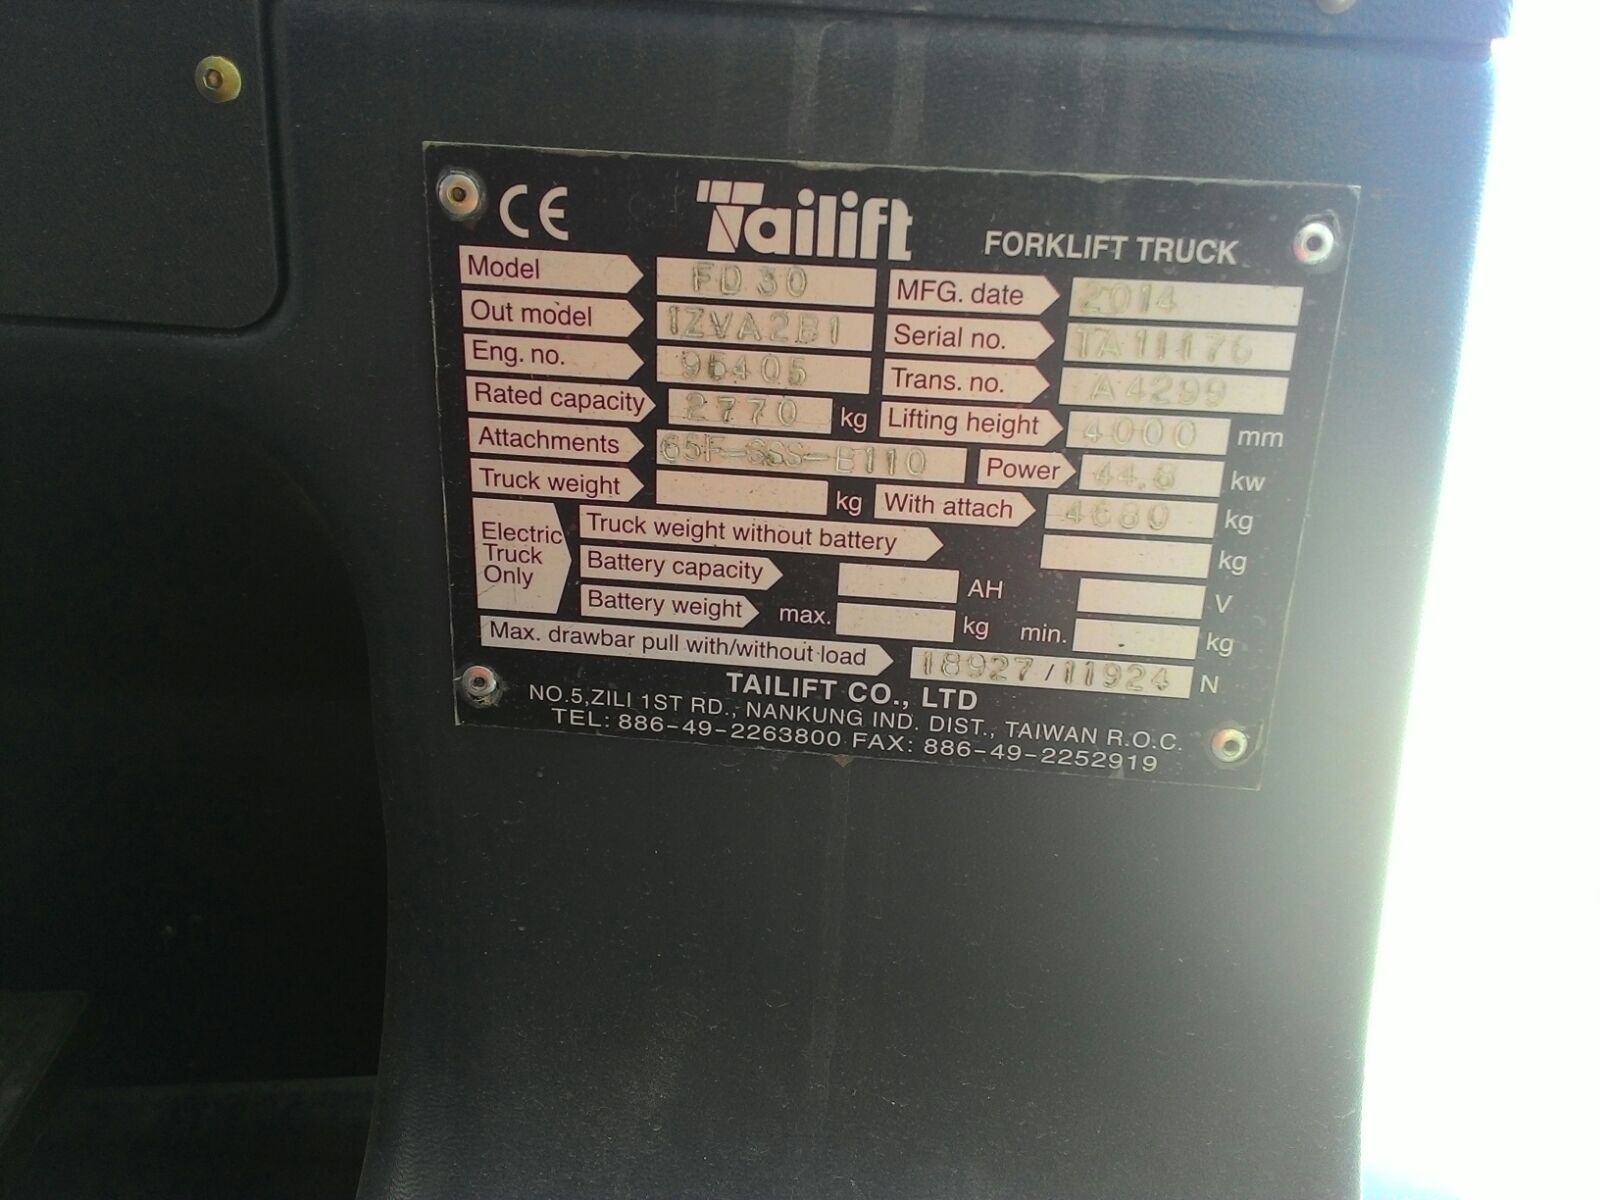 CE Tailift FORKLIFT TRUCK
Model FD 30 MFG. date 2014
Out model 1ZVA2B1 Serial no. TA11176
Eng. no. 95405 Trans. no. A4299
Rated capacity 2770 kg Lifting height 4000 mm
Attachments 65F-SSS-B110 Power 44.8 kw
Truck weight kg With attach 4680 kg
Electric Truck Only
Truck weight without battery kg
Battery capacity AH V
Battery weight max. kg min. kg
Max. drawbar pull with/without load 18927/11924 N
TAILIFT CO., LTD
NO.5,ZILI 1ST RD., NANKUNG IND. DIST., TAIWAN R.O.C.
TEL: 886-49-2263800 FAX: 886-49-2252919